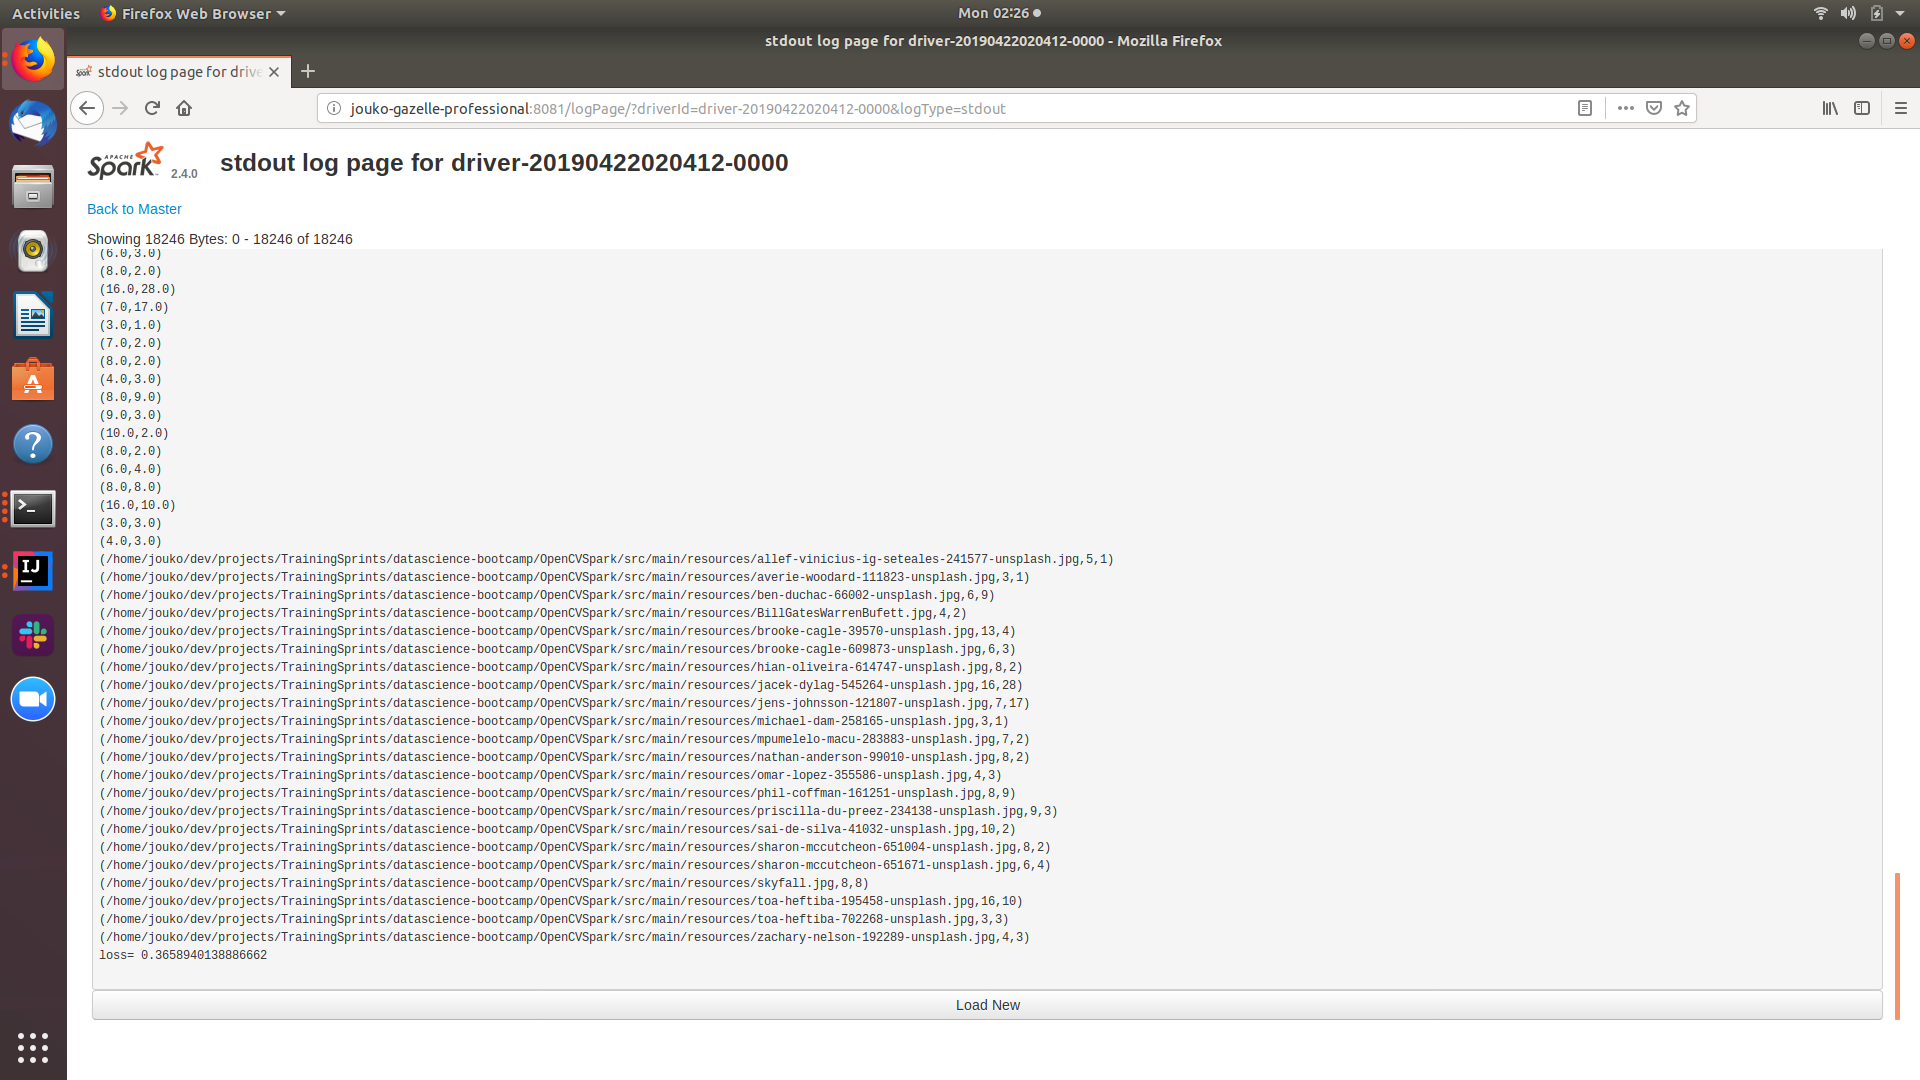 Activities
Firefox Web Browser
Mon 02:26
stdout log page for driver-20190422020412-0000 - Mozilla Firefox
Spark stdout log page for drive
jouko-gazelle-professional:8081/logPage/?driverId=driver-20190422020412-0000&logType=stdout
APACHE
Spark 2.4.0
stdout log page for driver-20190422020412-0000
Back to Master
Showing 18246 Bytes: 0 - 18246 of 18246
(6.0,3.0)
(8.0,2.0)
(16.0,28.0)
(7.0,17.0)
(3.0,1.0)
(7.0,2.0)
(8.0,2.0)
(4.0,3.0)
(8.0,9.0)
(9.0,3.0)
(10.0,2.0)
(8.0,2.0)
(6.0,4.0)
(8.0,8.0)
(16.0,10.0)
(3.0,3.0)
(4.0,3.0)
(/home/jouko/dev/projects/TrainingSprints/datascience-bootcamp/OpenCVSpark/src/main/resources/allef-vinicius-ig-seteales-241577-unsplash.jpg,5,1)
(/home/jouko/dev/projects/TrainingSprints/datascience-bootcamp/OpenCVSpark/src/main/resources/averie-woodard-111823-unsplash.jpg,3,1)
(/home/jouko/dev/projects/TrainingSprints/datascience-bootcamp/OpenCVSpark/src/main/resources/ben-duchac-66002-unsplash.jpg,6,9)
(/home/jouko/dev/projects/TrainingSprints/datascience-bootcamp/OpenCVSpark/src/main/resources/BillGatesWarrenBufett.jpg,4,2)
(/home/jouko/dev/projects/TrainingSprints/datascience-bootcamp/OpenCVSpark/src/main/resources/brooke-cagle-39570-unsplash.jpg,13,4)
(/home/jouko/dev/projects/TrainingSprints/datascience-bootcamp/OpenCVSpark/src/main/resources/brooke-cagle-609873-unsplash.jpg,6,3)
(/home/jouko/dev/projects/TrainingSprints/datascience-bootcamp/OpenCVSpark/src/main/resources/hian-oliveira-614747-unsplash.jpg,8,2)
(/home/jouko/dev/projects/TrainingSprints/datascience-bootcamp/OpenCVSpark/src/main/resources/jacek-dylag-545264-unsplash.jpg,16,28)
(/home/jouko/dev/projects/TrainingSprints/datascience-bootcamp/OpenCVSpark/src/main/resources/jens-johnsson-121807-unsplash.jpg,7,17)
(/home/jouko/dev/projects/TrainingSprints/datascience-bootcamp/OpenCVSpark/src/main/resources/michael-dam-258165-unsplash.jpg,3,1)
(/home/jouko/dev/projects/TrainingSprints/datascience-bootcamp/OpenCVSpark/src/main/resources/mpumelelo-macu-283883-unsplash.jpg,7,2)
(/home/jouko/dev/projects/TrainingSprints/datascience-bootcamp/OpenCVSpark/src/main/resources/nathan-anderson-99010-unsplash.jpg,8,2)
(/home/jouko/dev/projects/TrainingSprints/datascience-bootcamp/OpenCVSpark/src/main/resources/omar-lopez-355586-unsplash.jpg,4,3)
(/home/jouko/dev/projects/TrainingSprints/datascience-bootcamp/OpenCVSpark/src/main/resources/phil-coffman-161251-unsplash.jpg,8,9)
(/home/jouko/dev/projects/TrainingSprints/datascience-bootcamp/OpenCVSpark/src/main/resources/priscilla-du-preez-234138-unsplash.jpg,9,3)
(/home/jouko/dev/projects/TrainingSprints/datascience-bootcamp/OpenCVSpark/src/main/resources/sai-de-silva-41032-unsplash.jpg,10,2)
(/home/jouko/dev/projects/TrainingSprints/datascience-bootcamp/OpenCVSpark/src/main/resources/sharon-mccutcheon-651004-unsplash.jpg,8,2)
(/home/jouko/dev/projects/TrainingSprints/datascience-bootcamp/OpenCVSpark/src/main/resources/sharon-mccutcheon-651671-unsplash.jpg,6,4)
(/home/jouko/dev/projects/TrainingSprints/datascience-bootcamp/OpenCVSpark/src/main/resources/skyfall.jpg,8,8)
(/home/jouko/dev/projects/TrainingSprints/datascience-bootcamp/OpenCVSpark/src/main/resources/toa-heftiba-195458-unsplash.jpg,16,10)
(/home/jouko/dev/projects/TrainingSprints/datascience-bootcamp/OpenCVSpark/src/main/resources/toa-heftiba-702268-unsplash.jpg,3,3)
(/home/jouko/dev/projects/TrainingSprints/datascience-bootcamp/OpenCVSpark/src/main/resources/zachary-nelson-192289-unsplash.jpg,4,3)
loss= 0.3658940138886662
Load New
IJ